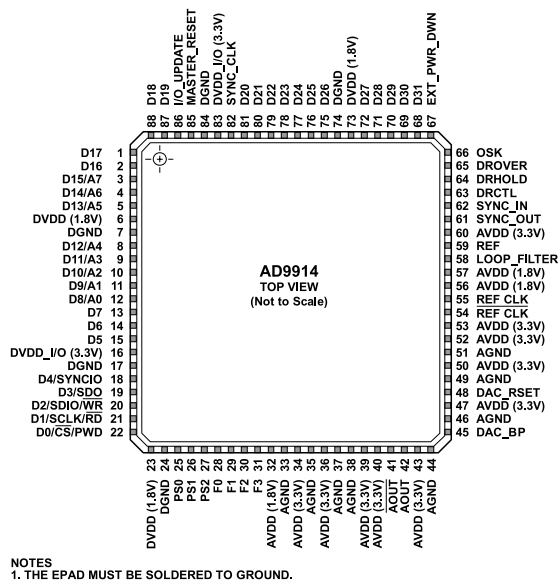 88 D18
87 D19
86 I/O_UPDATE
85 MASTER_RESET
84 DGND
83 DVDD_I/O (3.3V)
82 SYNC_CLK
81 D20
80 D21
79 D22
78 D23
77 D24
76 D25
75 D26
74 DGND
73 DVDD (1.8V)
72 D27
71 D28
70 D29
69 D30
68 D31
67 EXT_PWR_DWN
D17 1
D16 2
D15/A7 3
D14/A6 4
D13/A5 5
DVDD (1.8V) 6
DGND 7
D12/A4 8
D11/A3 9
D10/A2 10
D9/A1 11
D8/A0 12
D7 13
D6 14
D5 15
DVDD_I/O (3.3V) 16
DGND 17
D4/SYNCIO 18
D3/SDO 19
D2/SDIO/WR 20
D1/SCLK/RD 21
D0/CS/PWD 22
AD9914
TOP VIEW
(Not to Scale)
66 OSK
65 DROVER
64 DRHOLD
63 DRCTL
62 SYNC_IN
61 SYNC_OUT
60 AVDD (3.3V)
59 REF
58 LOOP_FILTER
57 AVDD (1.8V)
56 AVDD (1.8V)
55 REF CLK
54 REF CLK
53 AVDD (3.3V)
52 AVDD (3.3V)
51 AGND
50 AVDD (3.3V)
49 AGND
48 DAC_RSET
47 AVDD (3.3V)
46 AGND
45 DAC_BP
23 DVDD (1.8V)
24 DGND
25 PS0
26 PS1
27 PS2
28 F0
29 F1
30 F2
31 F3
32 AVDD (1.8V)
33 AGND
34 AVDD (3.3V)
35 AGND
36 AVDD (3.3V)
37 AGND
38 AGND
39 AVDD (3.3V)
40 AVDD (3.3V)
41 AOUT
42 AOUT
43 AVDD (3.3V)
44 AGND
NOTES
1. THE EPAD MUST BE SOLDERED TO GROUND.